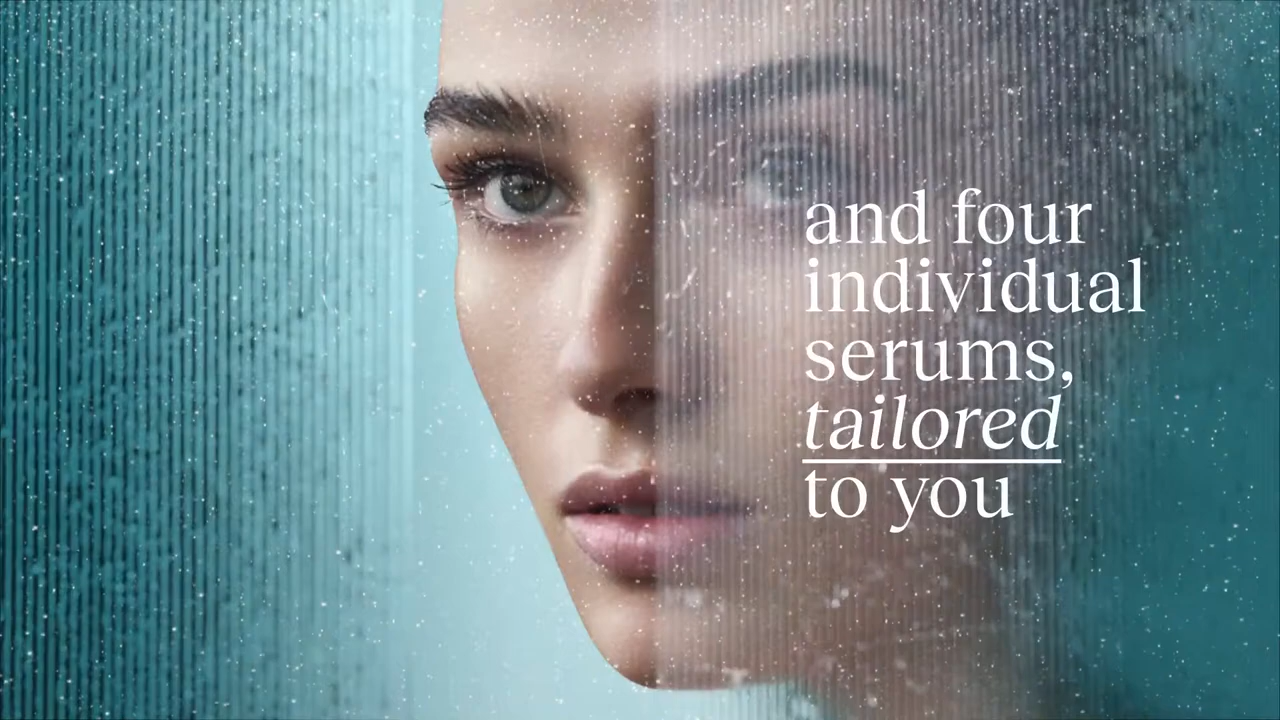 and four
individual
serums,
tailored
to you